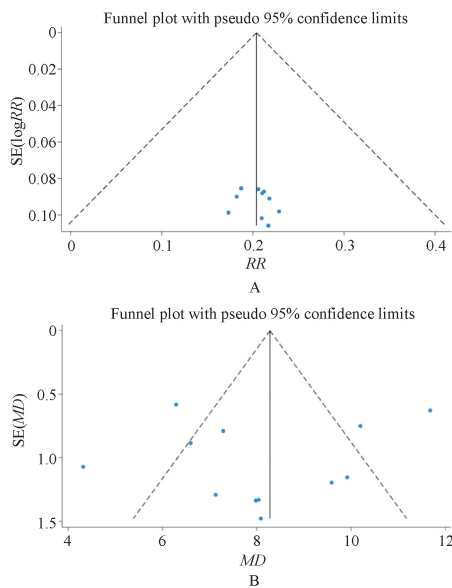 Funnel plot with pseudo 95% confidence limits
0
0.02
0.04
0.06
0.08
0.10
SE(logRR)
0
0.1
0.2
0.3
0.4
RR
A
Funnel plot with pseudo 95% confidence limits
0
0.5
1.0
1.5
SE(MD)
4
6
8
10
12
MD
B